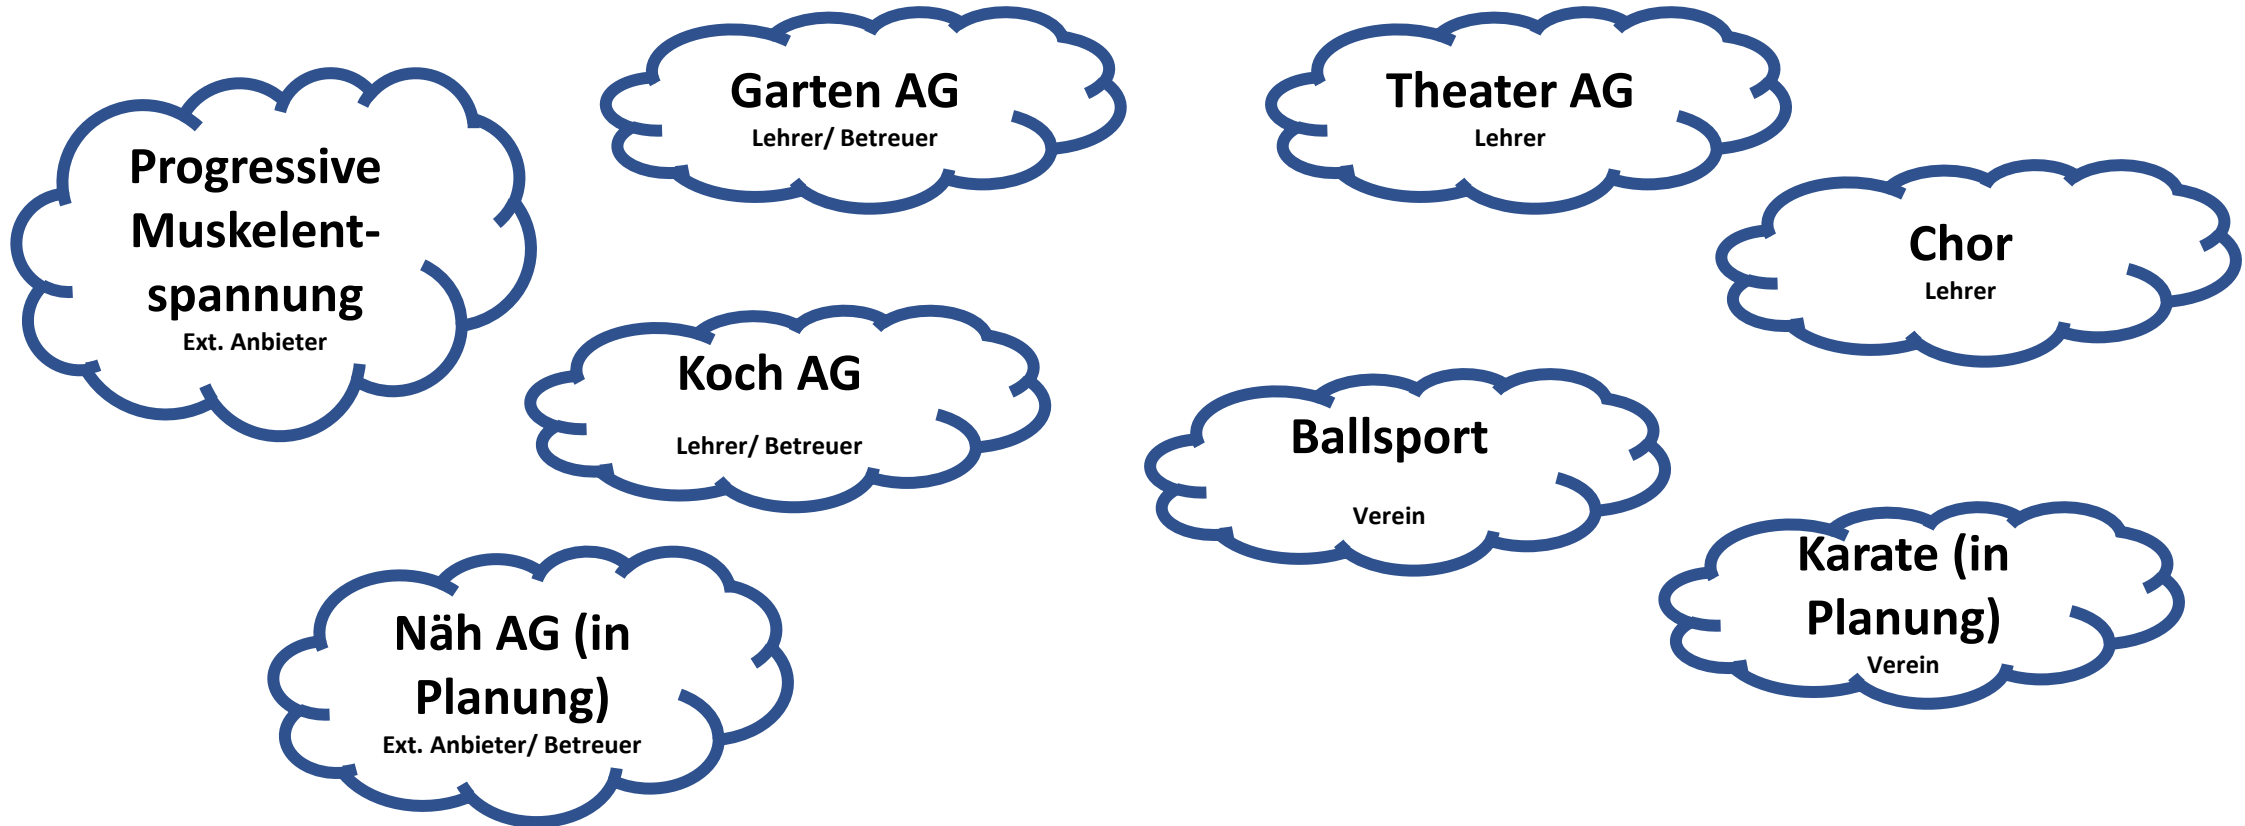 Garten AG
Lehrer/ Betreuer
Theater AG
Lehrer
Progressive
Muskelent-
spannung
Ext. Anbieter
Chor
Lehrer
Koch AG
Lehrer/ Betreuer
Ballsport
Verein
Karate (in
Planung)
Verein
Näh AG (in
Planung)
Ext. Anbieter/ Betreuer